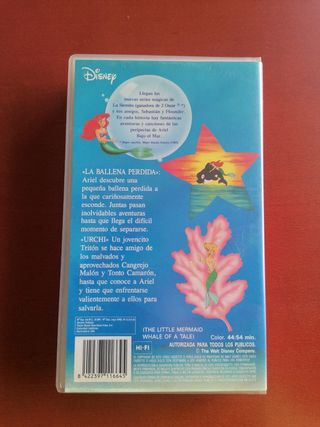 Disney
Llegan las
nuevas series mágicas de
La Sirenita (ganadora de 2 Oscar
y sus amigos, Sebastián y Flounder.
En cada historia hay fantásticas
aventuras y canciones de las
peripecias de Ariel
Bajo el Mar.
«LA BALLENA PERDIDA»:
Ariel descubre una
pequeña ballena perdida a
la que cariñosamente
esconde. Juntas pasan
inolvidables aventuras
hasta que llega el difícil
momento de separarse.
«URCHI» Un jovencito
Tritón se hace amigo de
los malvados y
aprovechados Cangrejo
Malón y Tonto Camarón,
hasta que conoce a Ariel
y tiene que enfrentarse
valientemente a ellos para
salvarla.
(THE LITTLE MERMAID
WHALE OF A TALE)
Color. 44:54 min.
HI-FI
AUTORIZADA PARA TODOS LOS PUBLICOS.
© The Walt Disney Company.
8 422397 116645